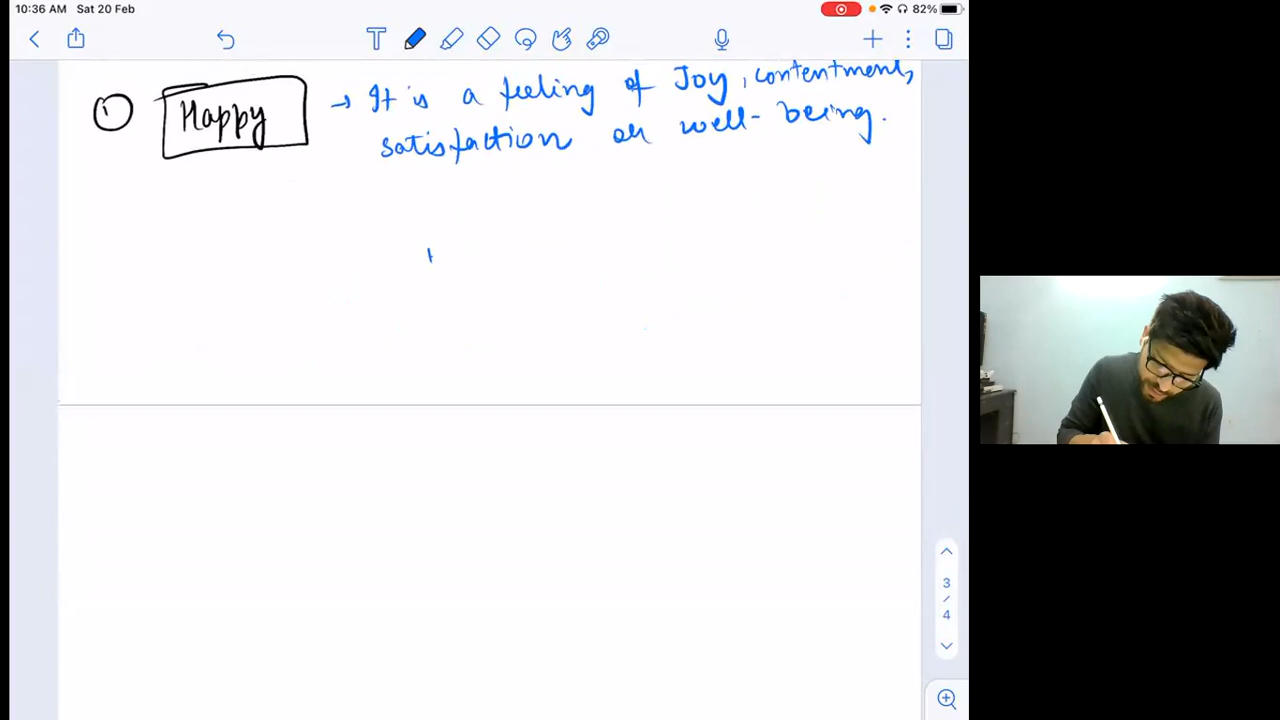 10:36 AM Sat 20 Feb
82%
① Happy → It is a feeling of Joy, contentment,
satisfaction or well-being.
3
/
4